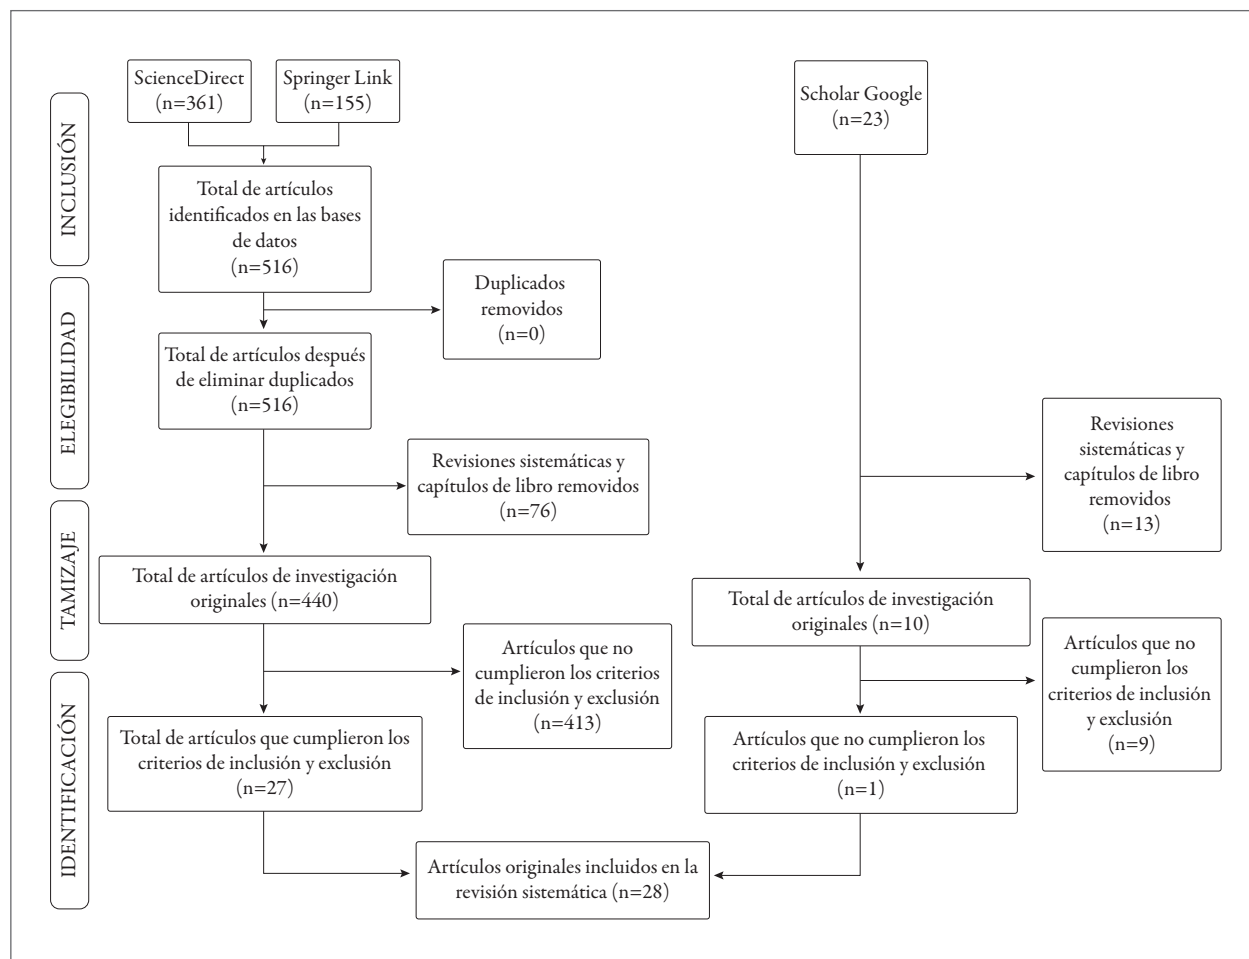 ScienceDirect
(n=361)
Springer Link
(n=155)
Scholar Google
(n=23)
INCLUSIÓN
Total de artículos
identificados en las bases
de datos
(n=516)
Duplicados
removidos
(n=0)
ELEGIBILIDAD
Total de artículos después
de eliminar duplicados
(n=516)
Revisiones sistemáticas y
capítulos de libro removidos
(n=76)
Revisiones
sistemáticas y
capítulos de libro
removidos
(n=13)
TAMIZAJE
Total de artículos de investigación
originales (n=440)
Total de artículos de investigación
originales (n=10)
Artículos que no
cumplieron los criterios
de inclusión y exclusión
(n=413)
Artículos que no
cumplieron los
criterios de inclusión
y exclusión
(n=9)
IDENTIFICACIÓN
Total de artículos que cumplieron los
criterios de inclusión y exclusión
(n=27)
Artículos que no cumplieron los
criterios de inclusión y exclusión
(n=1)
Artículos originales incluidos en la
revisión sistemática (n=28)